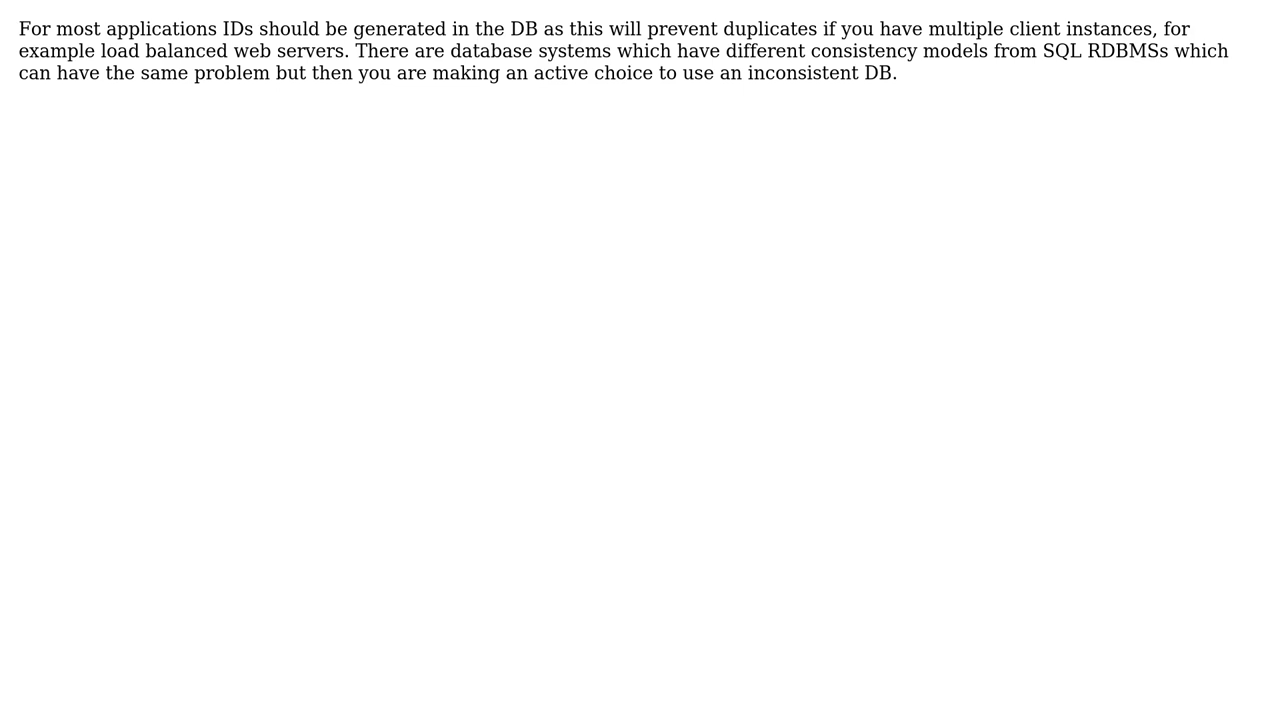 For most applications IDs should be generated in the DB as this will prevent duplicates if you have multiple client instances, for
example load balanced web servers. There are database systems which have different consistency models from SQL RDBMSs which
can have the same problem but then you are making an active choice to use an inconsistent DB.